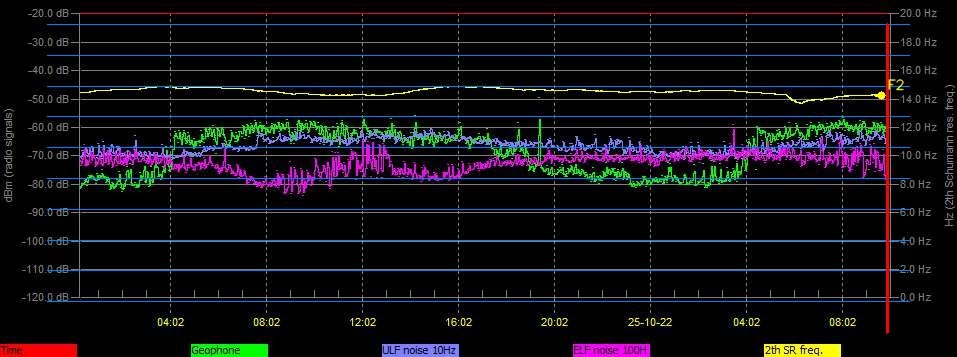 -20.0 dB
-30.0 dB
-40.0 dB
-50.0 dB
-60.0 dB
-70.0 dB
-80.0 dB
-90.0 dB
-100.0 dB
-110.0 dB
-120.0 dB
dBm (radio signals)
20.0 Hz
18.0 Hz
16.0 Hz
14.0 Hz
12.0 Hz
10.0 Hz
8.0 Hz
6.0 Hz
4.0 Hz
2.0 Hz
0.0 Hz
Hz (2th Schumann res. freq.)
F2
04:02 08:02 12:02 16:02 20:02 25-10-22 04:02 08:02
Time Geophone ULF noise 10Hz ELF noise 100H 2th SR freq.